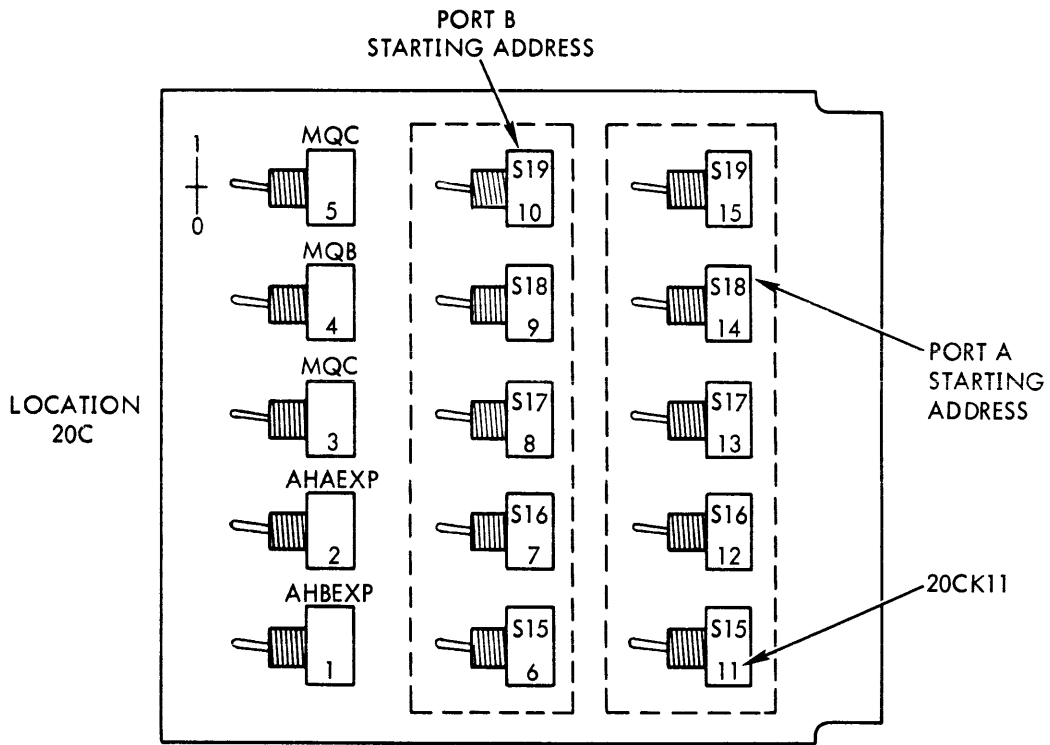 PORT B
STARTING ADDRESS
1
0
MQC
5
S19
10
S19
15
MQB
4
S18
9
S18
14
PORT A
STARTING
ADDRESS
LOCATION
20C
MQC
3
S17
8
S17
13
AHAEXP
2
S16
7
S16
12
20CK11
AHBEXP
1
S15
6
S15
11